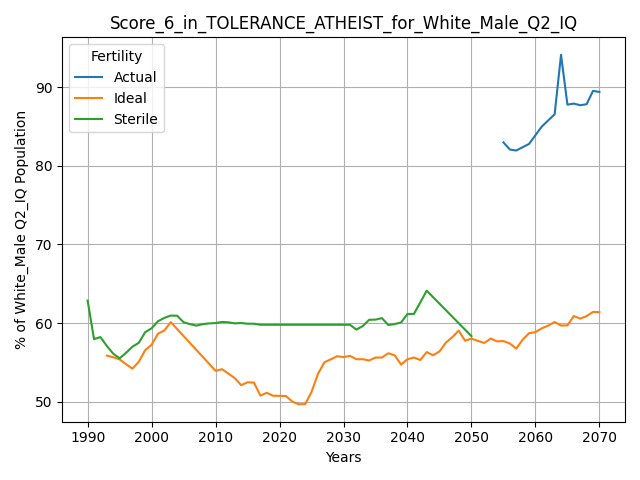 Score_6_in_TOLERANCE_ATHEIST_for_White_Male_Q2_IQ
Fertility
Actual
Ideal
Sterile
% of White_Male Q2_IQ Population
90
80
70
60
50
1990 2000 2010 2020 2030 2040 2050 2060 2070
Years